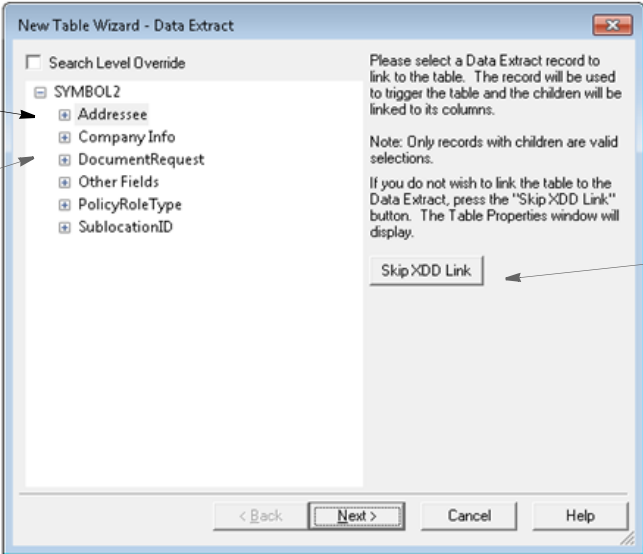 New Table Wizard - Data Extract
Search Level Override
SYMBOL2
Addressee
Company Info
DocumentRequest
Other Fields
PolicyRoleType
SublocationID
Please select a Data Extract record to
link to the table. The record will be used
to trigger the table and the children will be
linked to its columns.
Note: Only records with children are valid
selections.
If you do not wish to link the table to the
Data Extract, press the "Skip XDD Link"
button. The Table Properties window will
display.
Skip XDD Link
< Back
Next >
Cancel
Help